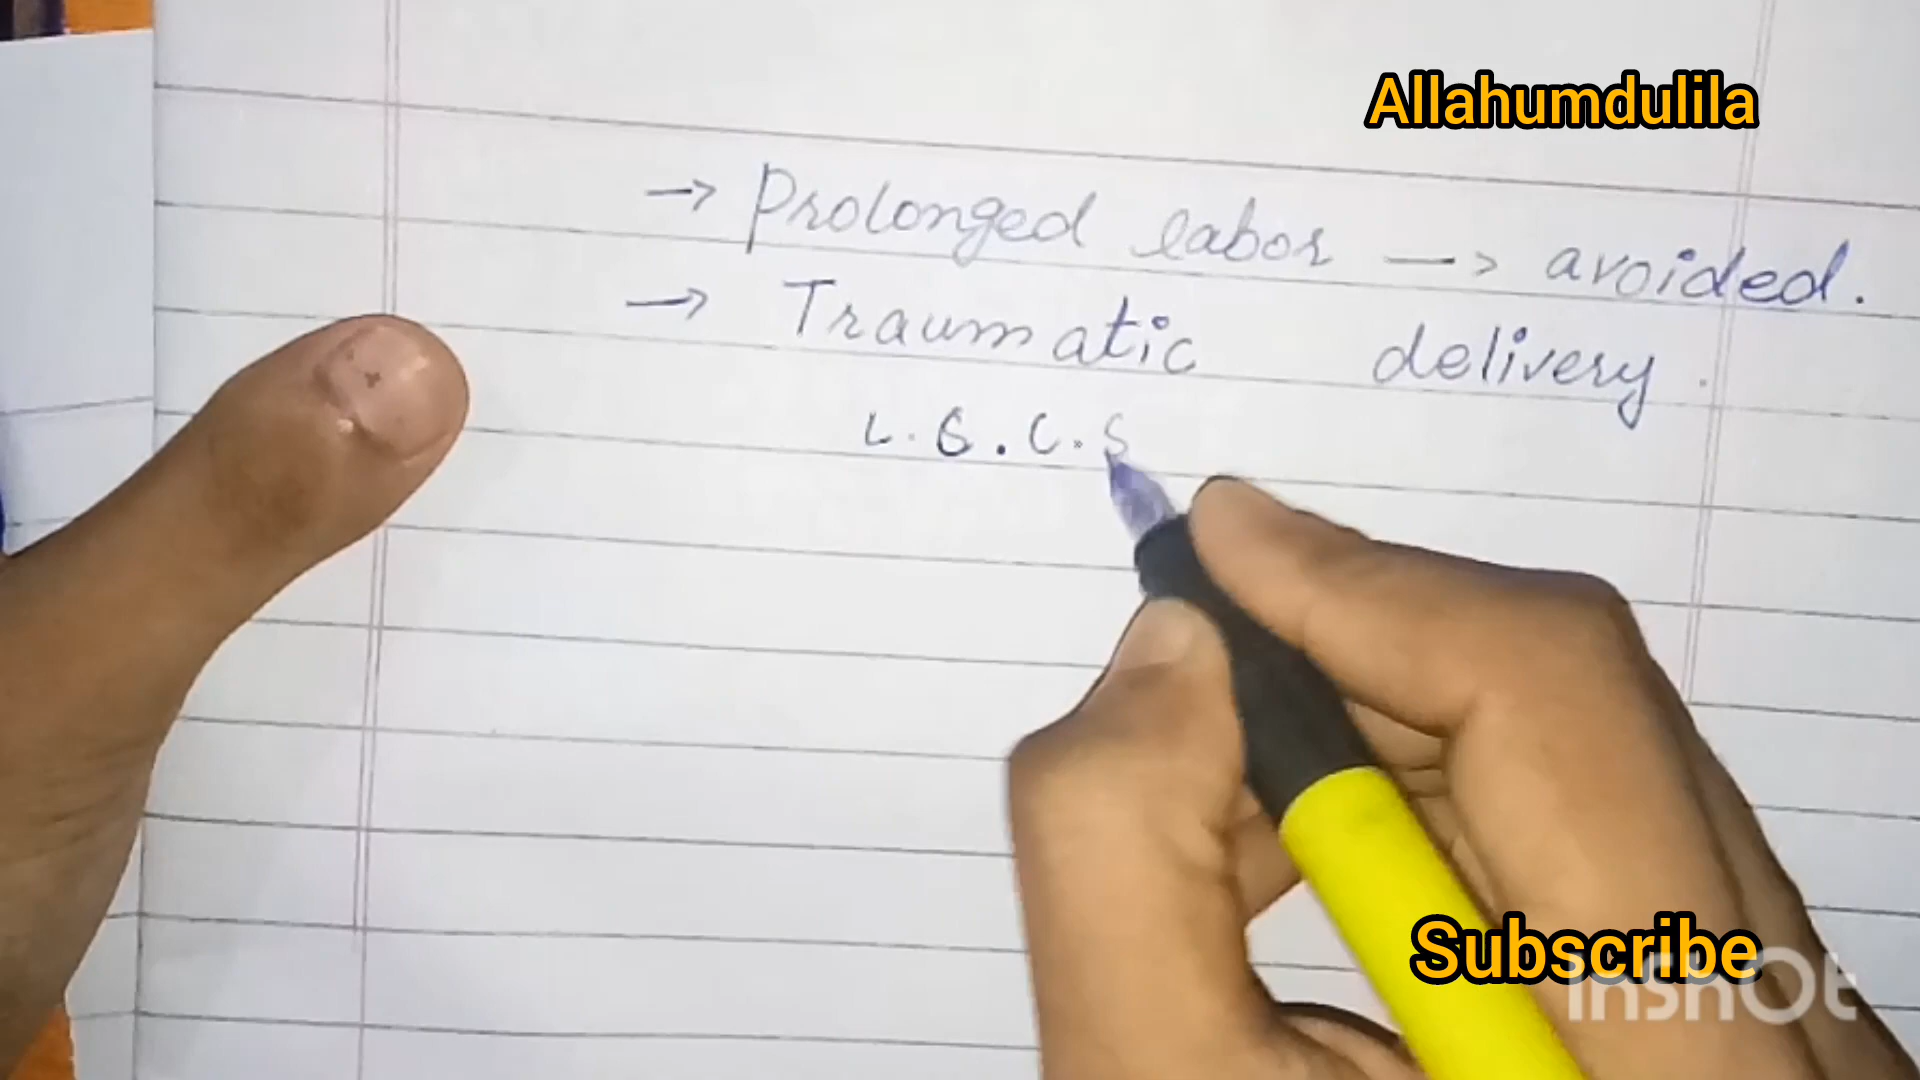 Allahumdulila
→ Prolonged labor → avoided.
→ Traumatic delivery.
L.S.C.S
Subscribe
InShOt